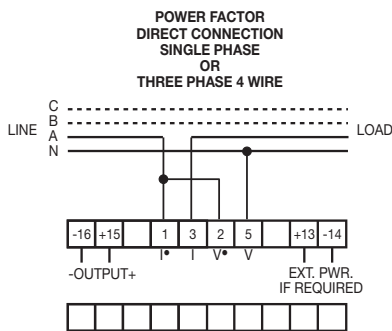 POWER FACTOR
DIRECT CONNECTION
SINGLE PHASE
OR
THREE PHASE 4 WIRE
C
B
LINE A LOAD
N
-16 +15 1 3 2 5 +13 -14
I• I V• V
-OUTPUT+ EXT. PWR.
IF REQUIRED